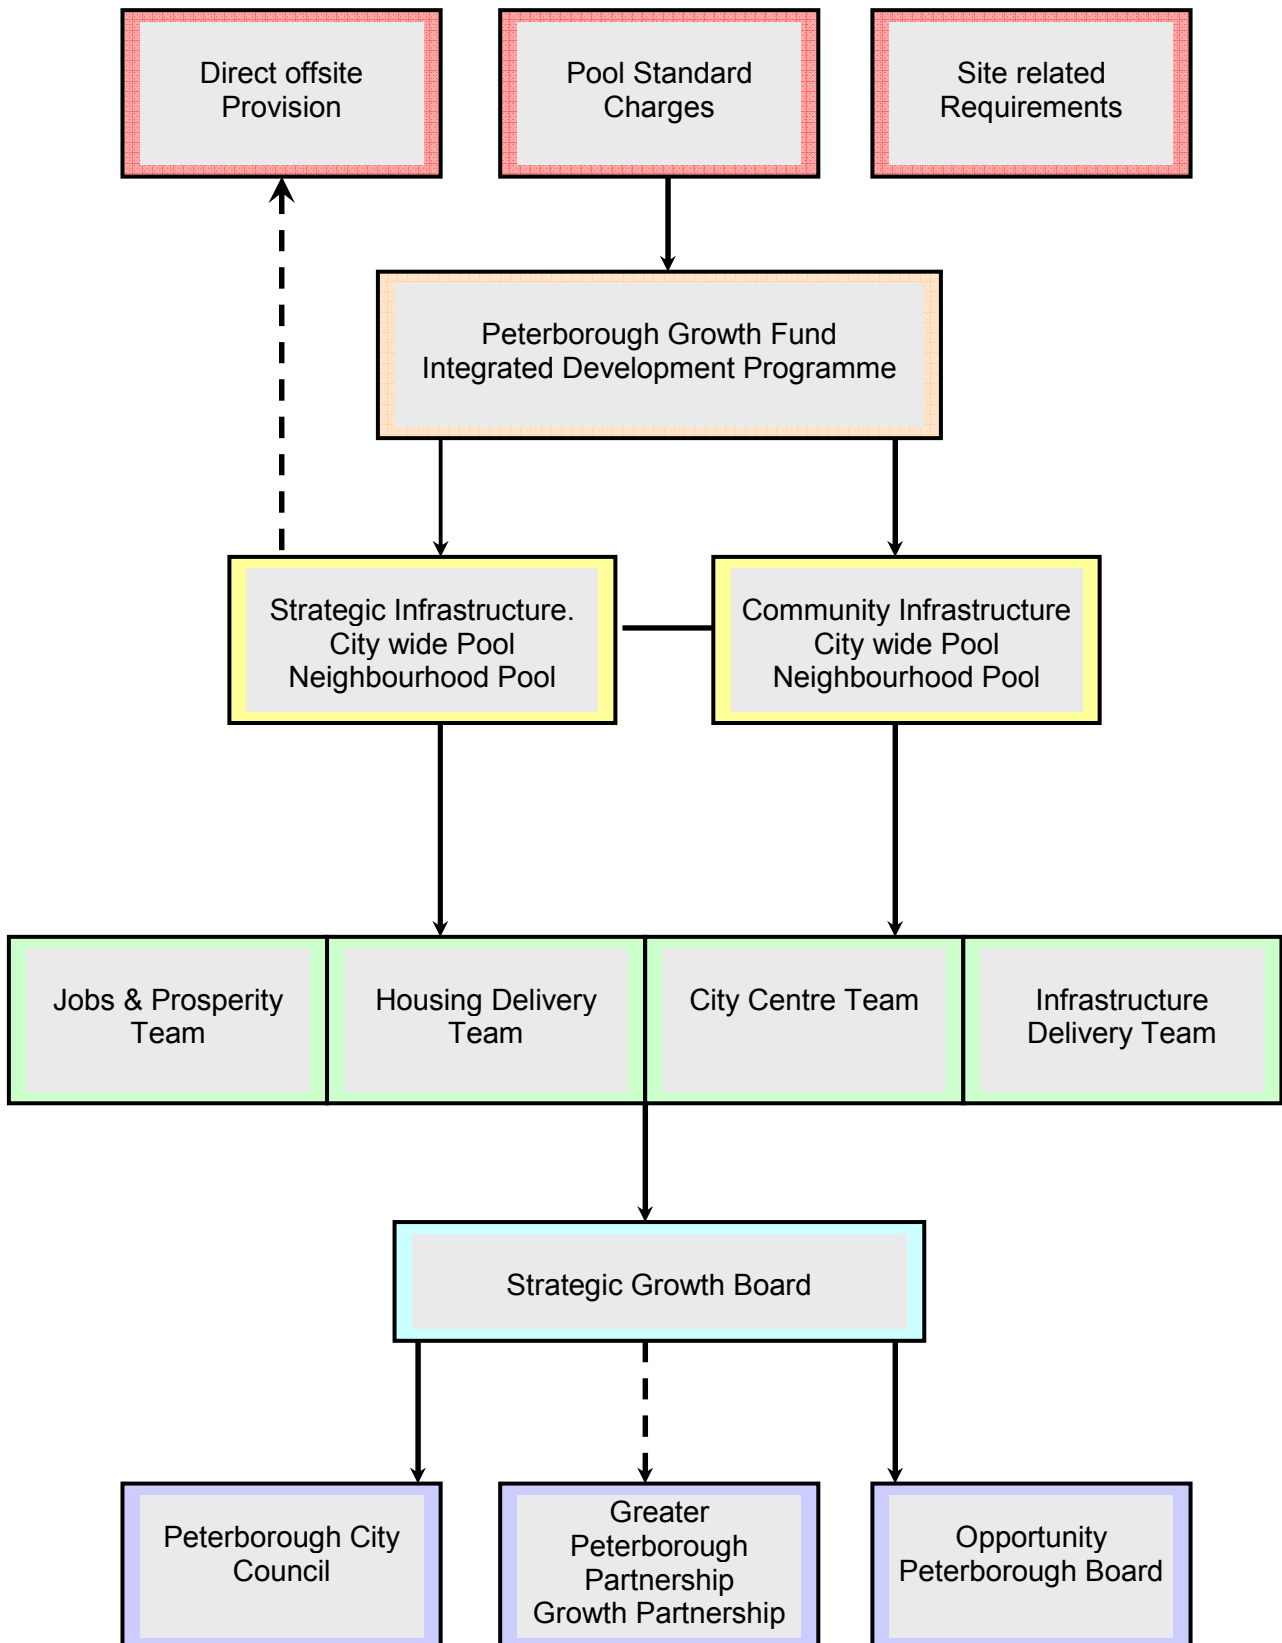 Direct offsite
Provision
Pool Standard
Charges
Site related
Requirements
Peterborough Growth Fund
Integrated Development Programme
Strategic Infrastructure.
City wide Pool
Neighbourhood Pool
Community Infrastructure
City wide Pool
Neighbourhood Pool
Jobs & Prosperity
Team
Housing Delivery
Team
City Centre Team
Infrastructure
Delivery Team
Strategic Growth Board
Peterborough City
Council
Greater
Peterborough
Partnership
Growth Partnership
Opportunity
Peterborough Board